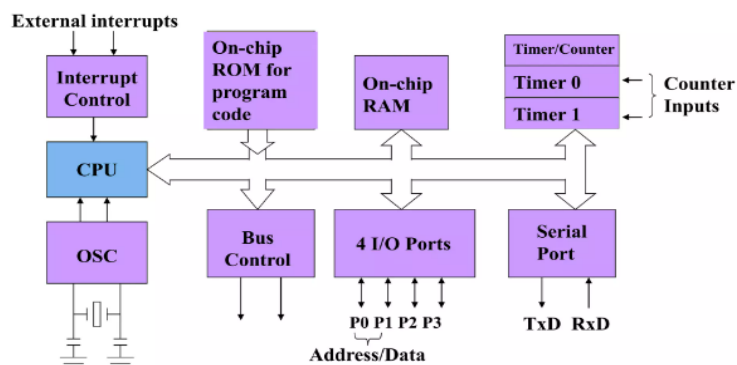 External interrupts
Interrupt
Control
CPU
OSC
On-chip
ROM for
program
code
On-chip
RAM
Timer/Counter
Timer 0
Timer 1
Counter
Inputs
Bus
Control
4 I/O Ports
P0 P1 P2 P3
Address/Data
Serial
Port
TxD RxD